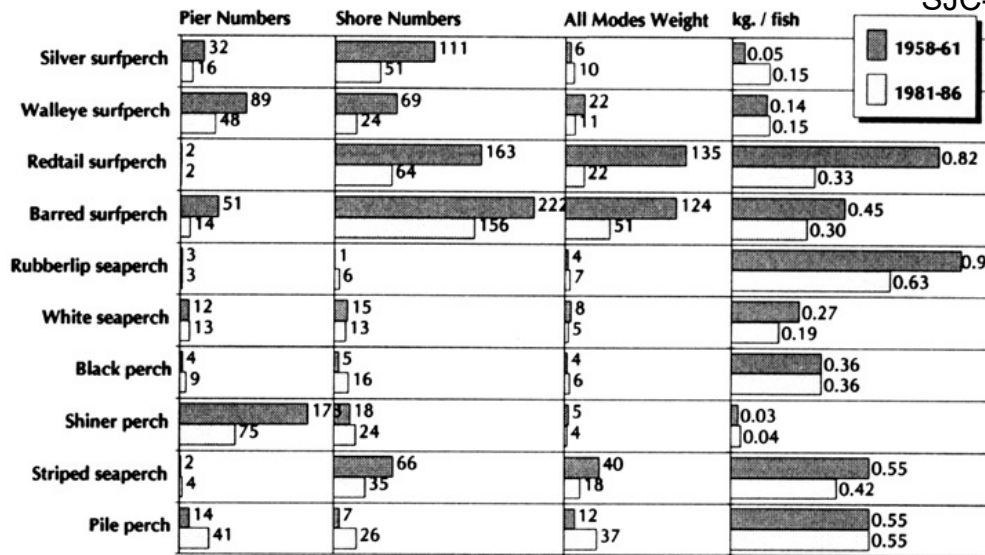 SJC-
Pier Numbers Shore Numbers All Modes Weight kg. / fish
1958-61
1981-86
Silver surfperch 32 111 6 0.05
16 51 10 0.15
Walleye surfperch 89 69 22 0.14
48 24 11 0.15
Redtail surfperch 2 163 135 0.82
2 64 22 0.33
Barred surfperch 51 222 124 0.45
14 156 51 0.30
Rubberlip seaperch 3 1 4 0.9
3 6 7 0.63
White seaperch 12 15 8 0.27
13 13 5 0.19
Black perch 4 5 4 0.36
9 16 6 0.36
Shiner perch 18 5 0.03
75 24 4 0.04
Striped seaperch 2 66 40 0.55
4 35 18 0.42
Pile perch 14 7 12 0.55
41 26 37 0.55